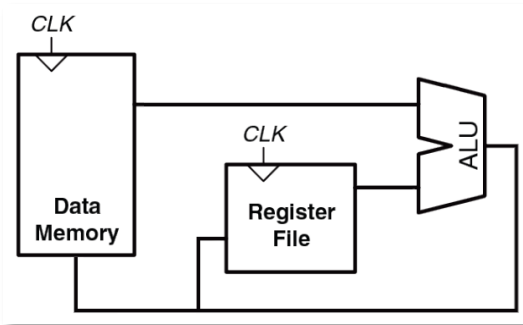 CLK
CLK
ALU
Data
Memory
Register
File